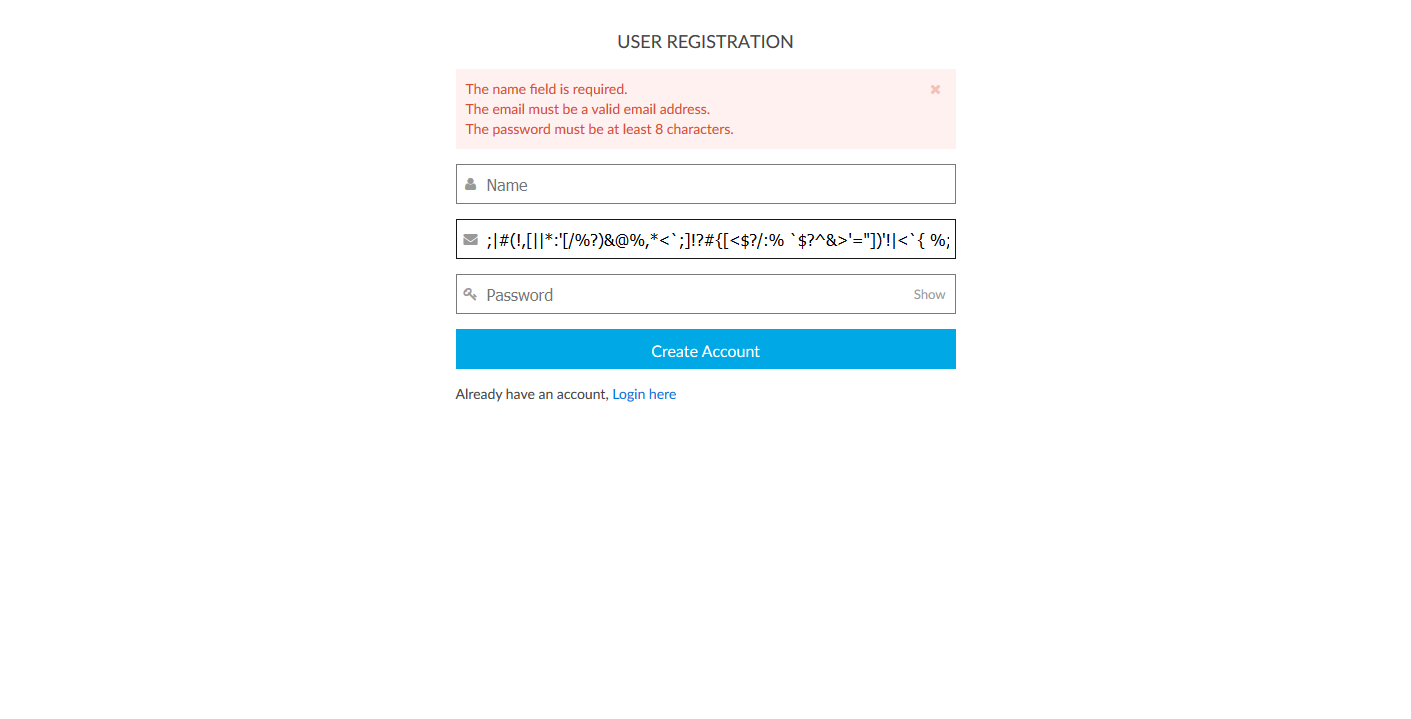 USER REGISTRATION
The name field is required.
The email must be a valid email address.
The password must be at least 8 characters.
Name
;|#(!,[||*:'[/%?)&@%,*<`;]!?#{[<$?/:% `$?^&>'="])'!|<`{ %;
Password
Show
Create Account
Already have an account, Login here